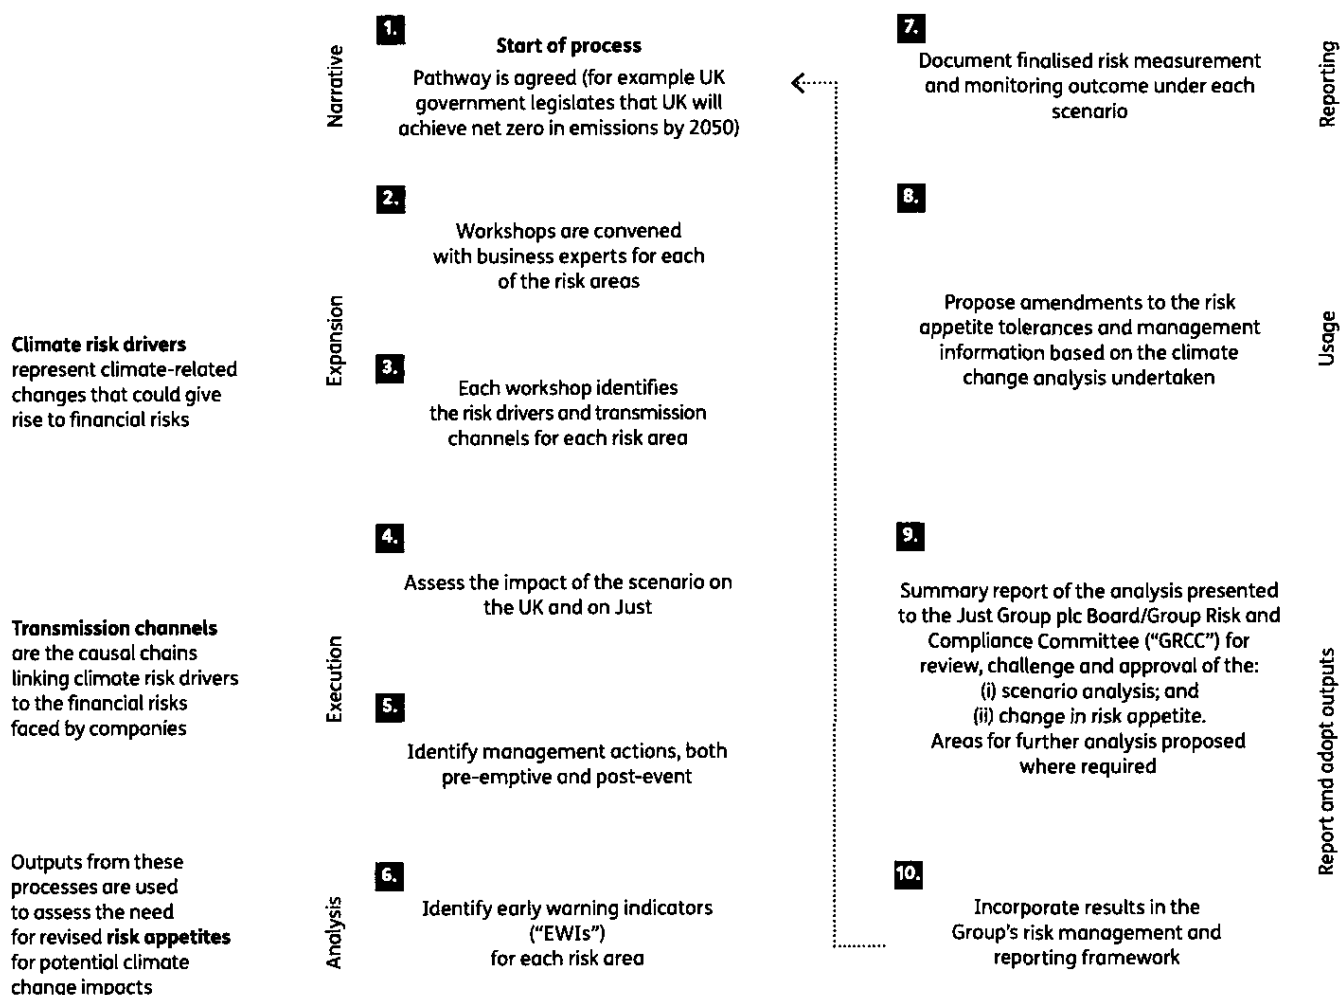 Narrative
1.
Start of process
Pathway is agreed (for example UK
government legislates that UK will
achieve net zero in emissions by 2050)
Expansion
2.
Workshops are convened
with business experts for each
of the risk areas
Climate risk drivers
represent climate-related
changes that could give
rise to financial risks
3.
Each workshop identifies
the risk drivers and transmission
channels for each risk area
Execution
4.
Assess the impact of the scenario on
the UK and on Just
Transmission channels
are the causal chains
linking climate risk drivers
to the financial risks
faced by companies
5.
Identify management actions, both
pre-emptive and post-event
Outputs from these
processes are used
to assess the need
for revised risk appetites
for potential climate
change impacts
Analysis
6.
Identify early warning indicators
("EWIs")
for each risk area
7.
Document finalised risk measurement
and monitoring outcome under each
scenario
Reporting
8.
Propose amendments to the risk
appetite tolerances and management
information based on the climate
change analysis undertaken
Usage
9.
Summary report of the analysis presented
to the Just Group plc Board/Group Risk and
Compliance Committee ("GRCC") for
review, challenge and approval of the:
(i) scenario analysis; and
(ii) change in risk appetite.
Areas for further analysis proposed
where required
Report and adopt outputs
10.
Incorporate results in the
Group's risk management and
reporting framework